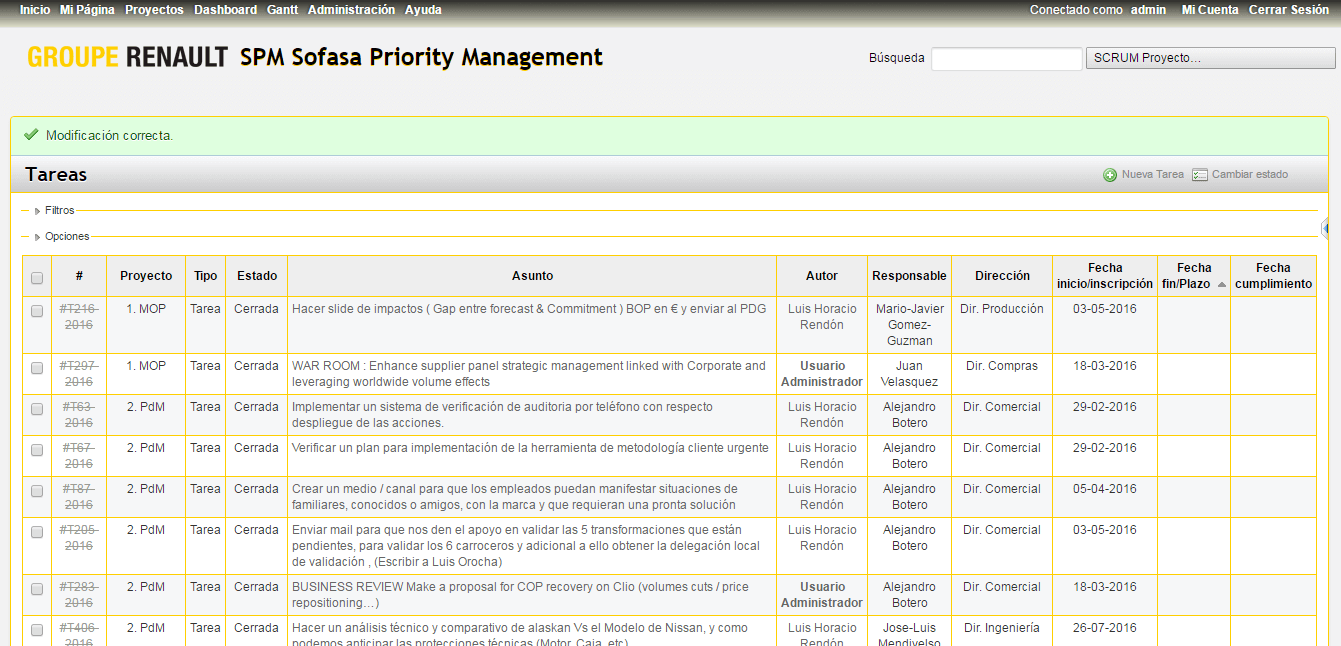 Inicio Mi Página Proyectos Dashboard Gantt Administración Ayuda Conectado como admin Mi Cuenta Cerrar Sesión
GROUPE RENAULT SPM Sofasa Priority Management Búsqueda SCRUM Proyecto...
Modificación correcta.
Tareas Nueva Tarea Cambiar estado
Filtros
Opciones
# Proyecto Tipo Estado Asunto Autor Responsable Dirección Fecha inicio/inscripción Fecha fin/Plazo Fecha cumplimiento
#T216-2016 1. MOP Tarea Cerrada Hacer slide de impactos ( Gap entre forecast & Commitment ) BOP en € y enviar al PDG Luis Horacio Rendón Mario-Javier Gomez-Guzman Dir. Producción 03-05-2016
#T297-2016 1. MOP Tarea Cerrada WAR ROOM : Enhance supplier panel strategic management linked with Corporate and leveraging worldwide volume effects Usuario Administrador Juan Velasquez Dir. Compras 18-03-2016
#T63-2016 2. PdM Tarea Cerrada Implementar un sistema de verificación de auditoria por teléfono con respecto despliegue de las acciones. Luis Horacio Rendón Alejandro Botero Dir. Comercial 29-02-2016
#T67-2016 2. PdM Tarea Cerrada Verificar un plan para implementación de la herramienta de metodología cliente urgente Luis Horacio Rendón Alejandro Botero Dir. Comercial 29-02-2016
#T87-2016 2. PdM Tarea Cerrada Crear un medio / canal para que los empleados puedan manifestar situaciones de familiares, conocidos o amigos, con la marca y que requieran una pronta solución Luis Horacio Rendón Alejandro Botero Dir. Comercial 05-04-2016
#T205-2016 2. PdM Tarea Cerrada Enviar mail para que nos den el apoyo en validar las 5 transformaciones que están pendientes, para validar los 6 carroceros y adicional a ello obtener la delegación local de validación , (Escribir a Luis Orocha) Luis Horacio Rendón Alejandro Botero Dir. Comercial 03-05-2016
#T283-2016 2. PdM Tarea Cerrada BUSINESS REVIEW Make a proposal for COP recovery on Clio (volumes cuts / price repositioning…) Usuario Administrador Alejandro Botero Dir. Comercial 18-03-2016
#T406-2016 2. PdM Tarea Cerrada Hacer un análisis técnico y comparativo de alaskan Vs el Modelo de Nissan, y como podemos anticipar las protecciones técnicas (Motor, Caja, etc) Luis Horacio Rendón Jose-Luis Mendivelso Dir. Ingeniería 26-07-2016